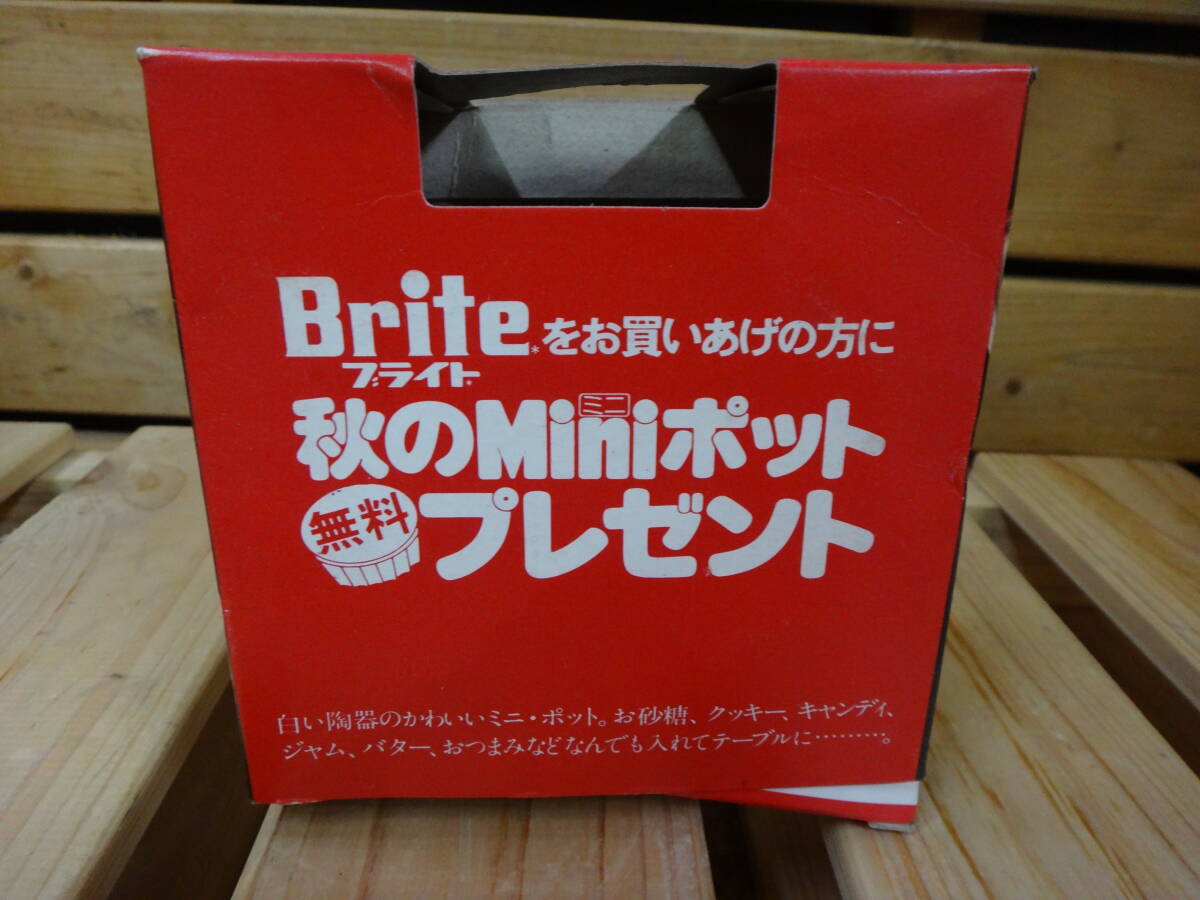 Brite*をお買いあげの方に
ブライト*
ミニ
秋のMiniポット
無料 プレゼント
白い陶器のかわいいミニ・ポット。お砂糖、クッキー、キャンディ、
ジャム、バター、おつまみなどなんでも入れてテーブルに………。